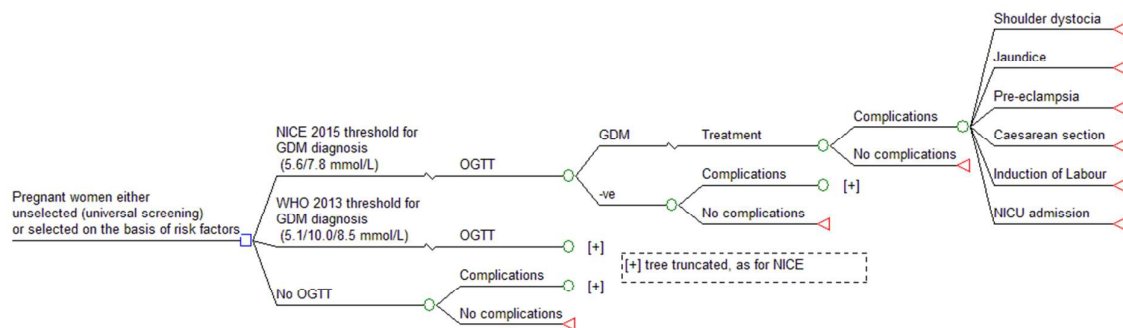 Pregnant women either
unselected (universal screening)
or selected on the basis of risk factors
NICE 2015 threshold for
GDM diagnosis
(5.6/7.8 mmol/L)
OGTT
GDM
Treatment
Complications
Shoulder dystocia
Jaundice
Pre-eclampsia
Caesarean section
Induction of Labour
NICU admission
No complications
-ve
Complications
[+]
No complications
WHO 2013 threshold for
GDM diagnosis
(5.1/10.0/8.5 mmol/L)
OGTT
[+]
[+] tree truncated, as for NICE
No OGTT
Complications
[+]
No complications